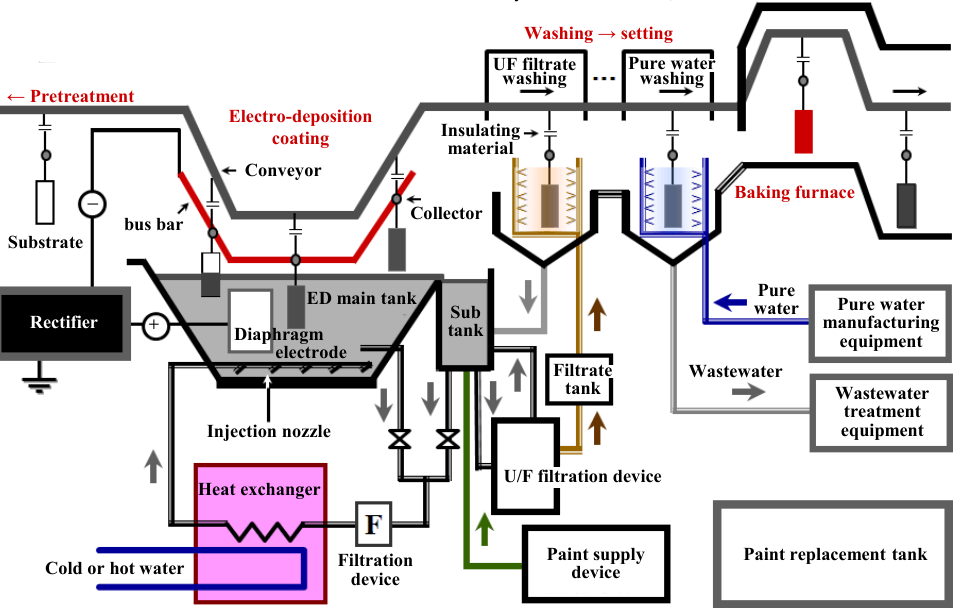 Washing → setting
UF filtrate
washing
...
Pure water
washing
← Pretreatment
Electro-deposition
coating
Insulating
material
Conveyor
bus bar
Collector
Baking furnace
Substrate
−
Rectifier
+
ED main tank
Diaphragm
electrode
Sub
tank
Pure
water
Pure water
manufacturing
equipment
Filtrate
tank
Wastewater
Wastewater
treatment
equipment
Injection nozzle
U/F filtration device
Heat exchanger
F
Filtration
device
Cold or hot water
Paint supply
device
Paint replacement tank